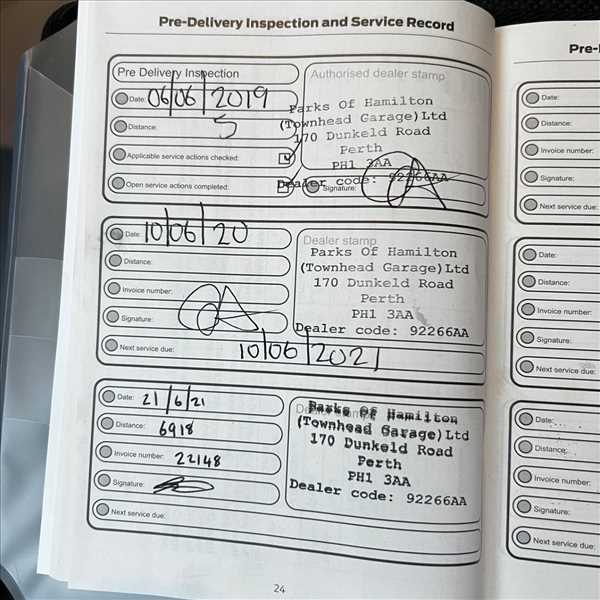 Pre-Delivery Inspection and Service Record
Pre Delivery Inspection
Date: 06/06/2019
Distance: 5
Applicable service actions checked:
Open service actions completed:
Authorised dealer stamp
Parks Of Hamilton
(Townhead Garage)Ltd
170 Dunkeld Road
Perth
PH1 3AA
Dealer code: 92266AA
Signature:
Date: 10/06/20
Distance:
Invoice number:
Signature:
Next service due: 10/06/2021
Dealer stamp
Parks Of Hamilton
(Townhead Garage)Ltd
170 Dunkeld Road
Perth
PH1 3AA
Dealer code: 92266AA
Date: 21/6/21
Distance: 6918
Invoice number: 22148
Signature:
Next service due:
Dealer stamp
Parks Of Hamilton
(Townhead Garage)Ltd
170 Dunkeld Road
Perth
PH1 3AA
Dealer code: 92266AA
24
Pre-
Date:
Distance:
Invoice number:
Signature:
Next service due:
Date:
Distance:
Invoice number:
Signature:
Next service due:
Date:
Distance:
Invoice number:
Signature:
Next service due: